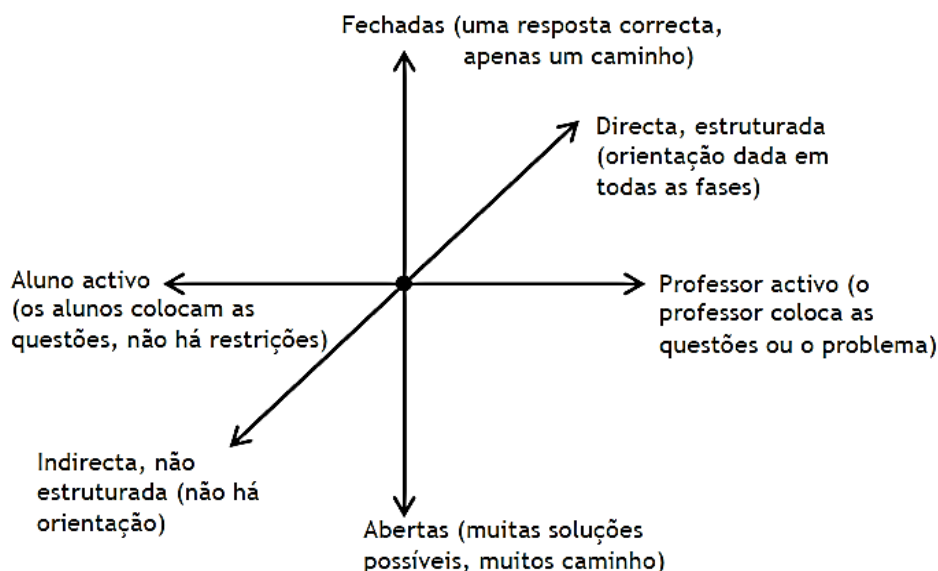 Fechadas (uma resposta correcta,
apenas um caminho)
Directa, estruturada
(orientação dada em
todas as fases)
Aluno activo
(os alunos colocam as
questões, não há restrições)
Professor activo (o
professor coloca as
questões ou o problema)
Indirecta, não
estruturada (não há
orientação)
Abertas (muitas soluções
possíveis, muitos caminho)